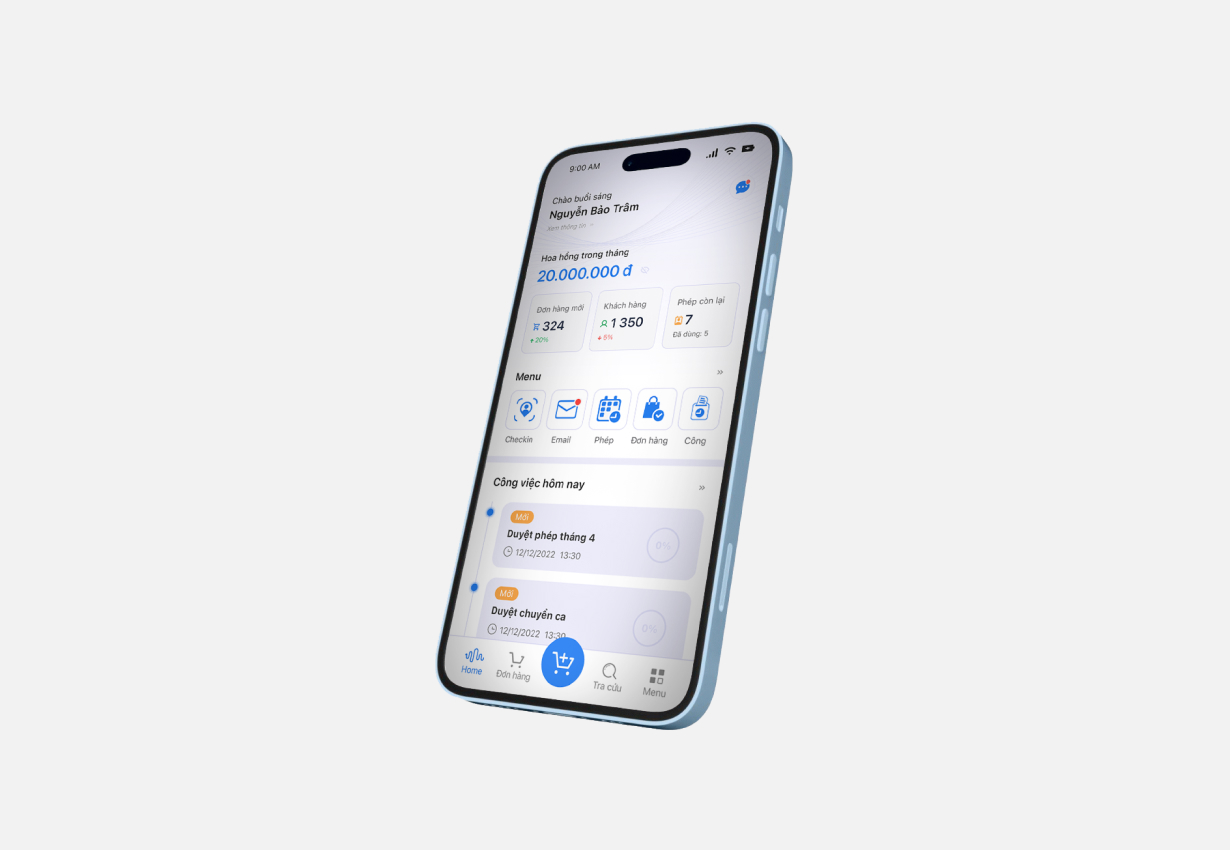 9:00 AM
Chào buổi sáng
Nguyễn Bảo Trâm
Xem thông tin
Hoa hồng trong tháng
20.000.000 đ
Đơn hàng mới
324
20%
Khách hàng
1 350
5%
Phép còn lại
7
Đã dùng: 5
Menu
»
Checkin
Email
Phép
Đơn hàng
Công
Công việc hôm nay
»
Mới
Duyệt phép tháng 4
12/12/2022 13:30
0%
Mới
Duyệt chuyển ca
12/12/2022 13:30
0%
Home
Đơn hàng
Tra cứu
Menu